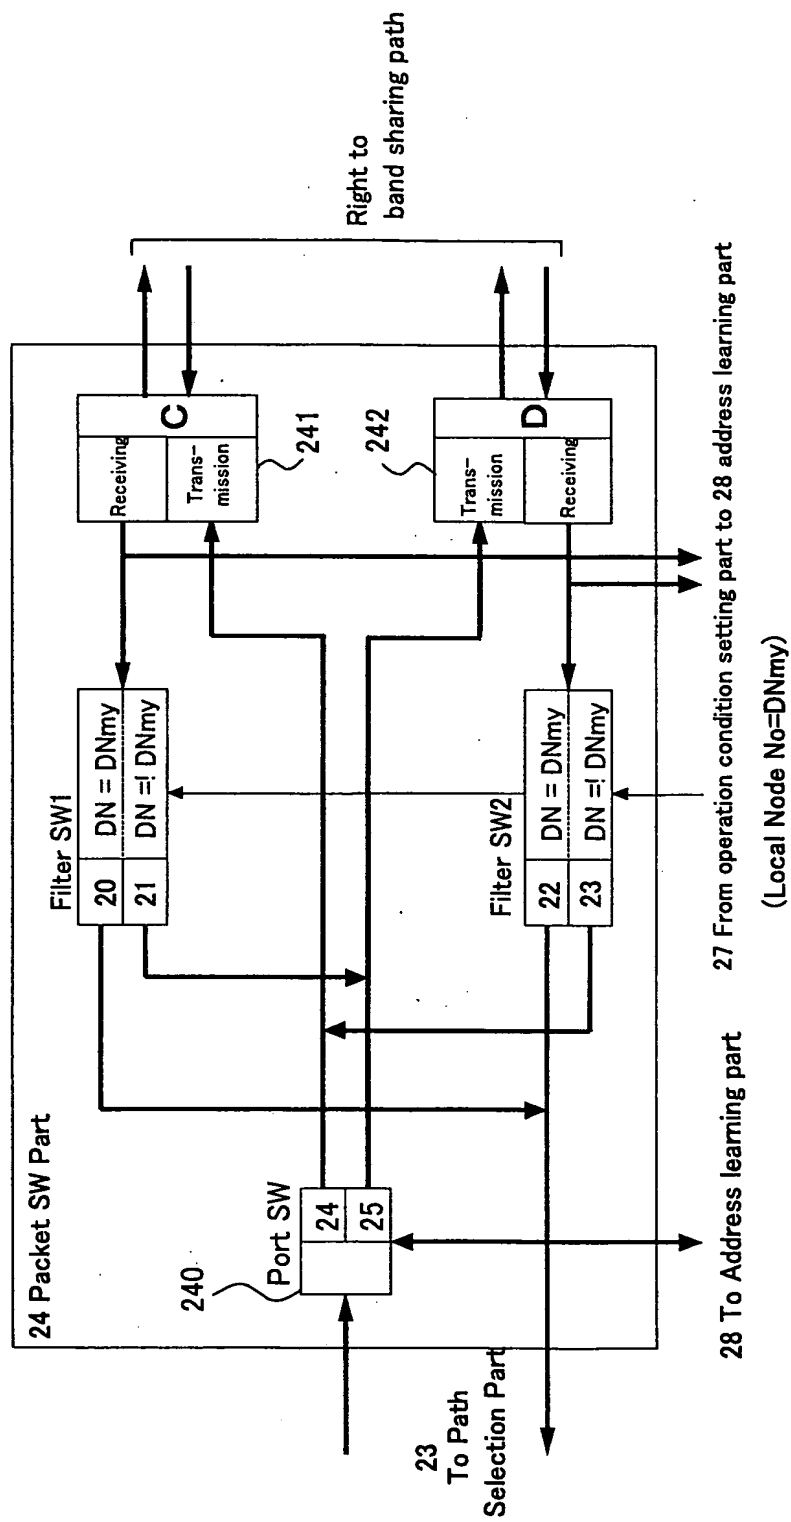 24 Packet SW Part
Filter SW1
20
DN = DNmy
21
DN =! DNmy
Receiving
Trans-
mission
C
241
Right to
band sharing path
240
Port SW
24
25
242
Trans-
mission
Receiving
D
Filter SW2
22
DN = DNmy
23
DN =! DNmy
23
To Path
Selection Part
28 To Address learning part
27 From operation condition setting part to 28 address learning part
(Local Node No=DNmy)